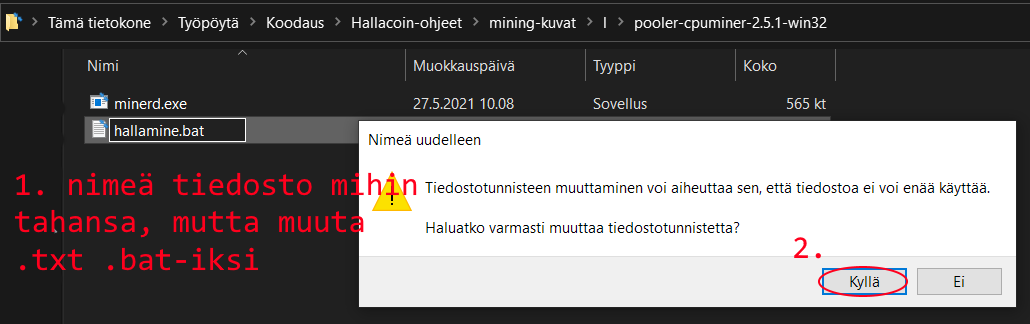 Tämä tietokone › Työpöytä › Koodaus › Hallacoin-ohjeet › mining-kuvat › I › pooler-cpuminer-2.5.1-win32
Nimi Muokkauspäivä Tyyppi Koko
minerd.exe 27.5.2021 10.08 Sovellus 565 kt
hallamine.bat
Nimeä uudelleen
Tiedostotunnisteen muuttaminen voi aiheuttaa sen, että tiedostoa ei voi enää käyttää.
Haluatko varmasti muuttaa tiedostotunnistetta?
Kyllä Ei
1. nimeä tiedosto mihin
tahansa, mutta muuta
.txt .bat-iksi
2.